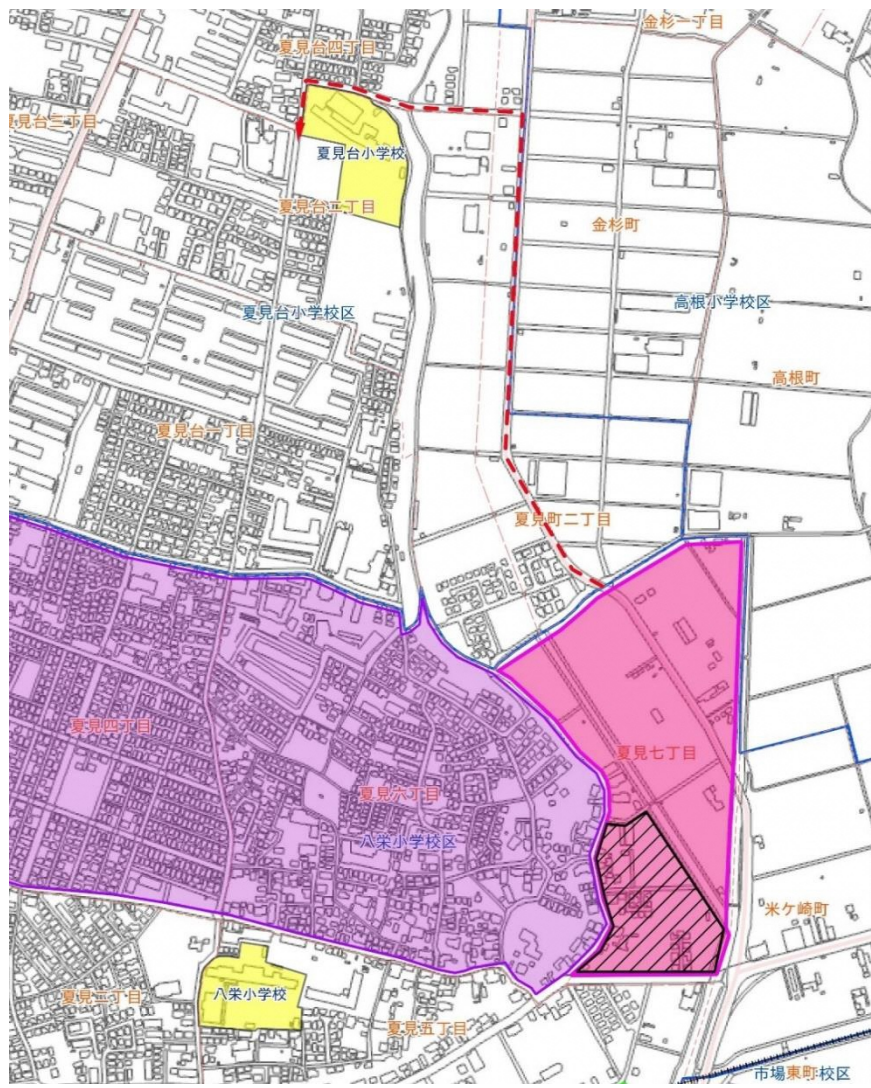 金杉一丁目
夏見台四丁目
夏見台三丁目
夏見台小学校
夏見台二丁目
金杉町
高根小学校区
夏見台小学校区
高根町
夏見台一丁目
夏見町二丁目
夏見四丁目
夏見七丁目
夏見六丁目
八栄小学校区
米ケ崎町
八栄小学校
夏見二丁目
夏見五丁目
市場東町校区